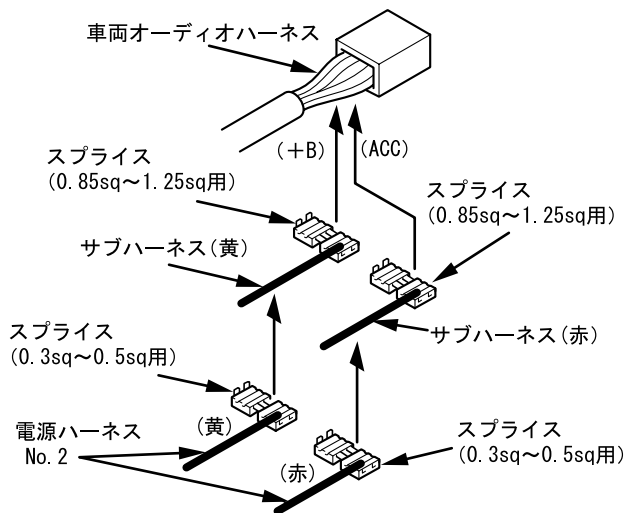 車両オーディオハーネス
(+B)
(ACC)
スプライス
(0.85sq～1.25sq用)
スプライス
(0.85sq～1.25sq用)
サブハーネス(黄)
サブハーネス(赤)
スプライス
(0.3sq～0.5sq用)
(黄)
電源ハーネス
No.2
(赤)
スプライス
(0.3sq～0.5sq用)